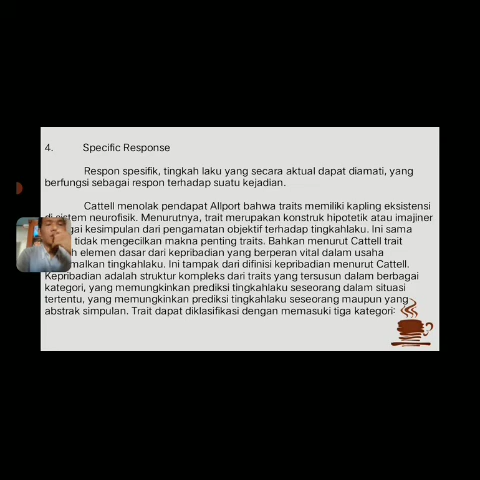 4. Specific Response
Respon spesifik, tingkah laku yang secara aktual dapat diamati, yang
berfungsi sebagai respon terhadap suatu kejadian.
Cattell menolak pendapat Allport bahwa traits memiliki kapling eksistensi
di sistem neurofisik. Menurutnya, trait merupakan konstruk hipotetik atau imajiner
gai kesimpulan dari pengamatan objektif terhadap tingkahlaku. Ini sama
tidak mengecilkan makna penting traits. Bahkan menurut Cattell trait
h elemen dasar dari kepribadian yang berperan vital dalam usaha
malkan tingkahlaku. Ini tampak dari difinisi kepribadian menurut Cattell.
Kepribadian adalah struktur kompleks dari traits yang tersusun dalam berbagai
kategori, yang memungkinkan prediksi tingkahlaku seseorang dalam situasi
tertentu, yang memungkinkan prediksi tingkahlaku seseorang maupun yang
abstrak simpulan. Trait dapat diklasifikasi dengan memasuki tiga kategori: